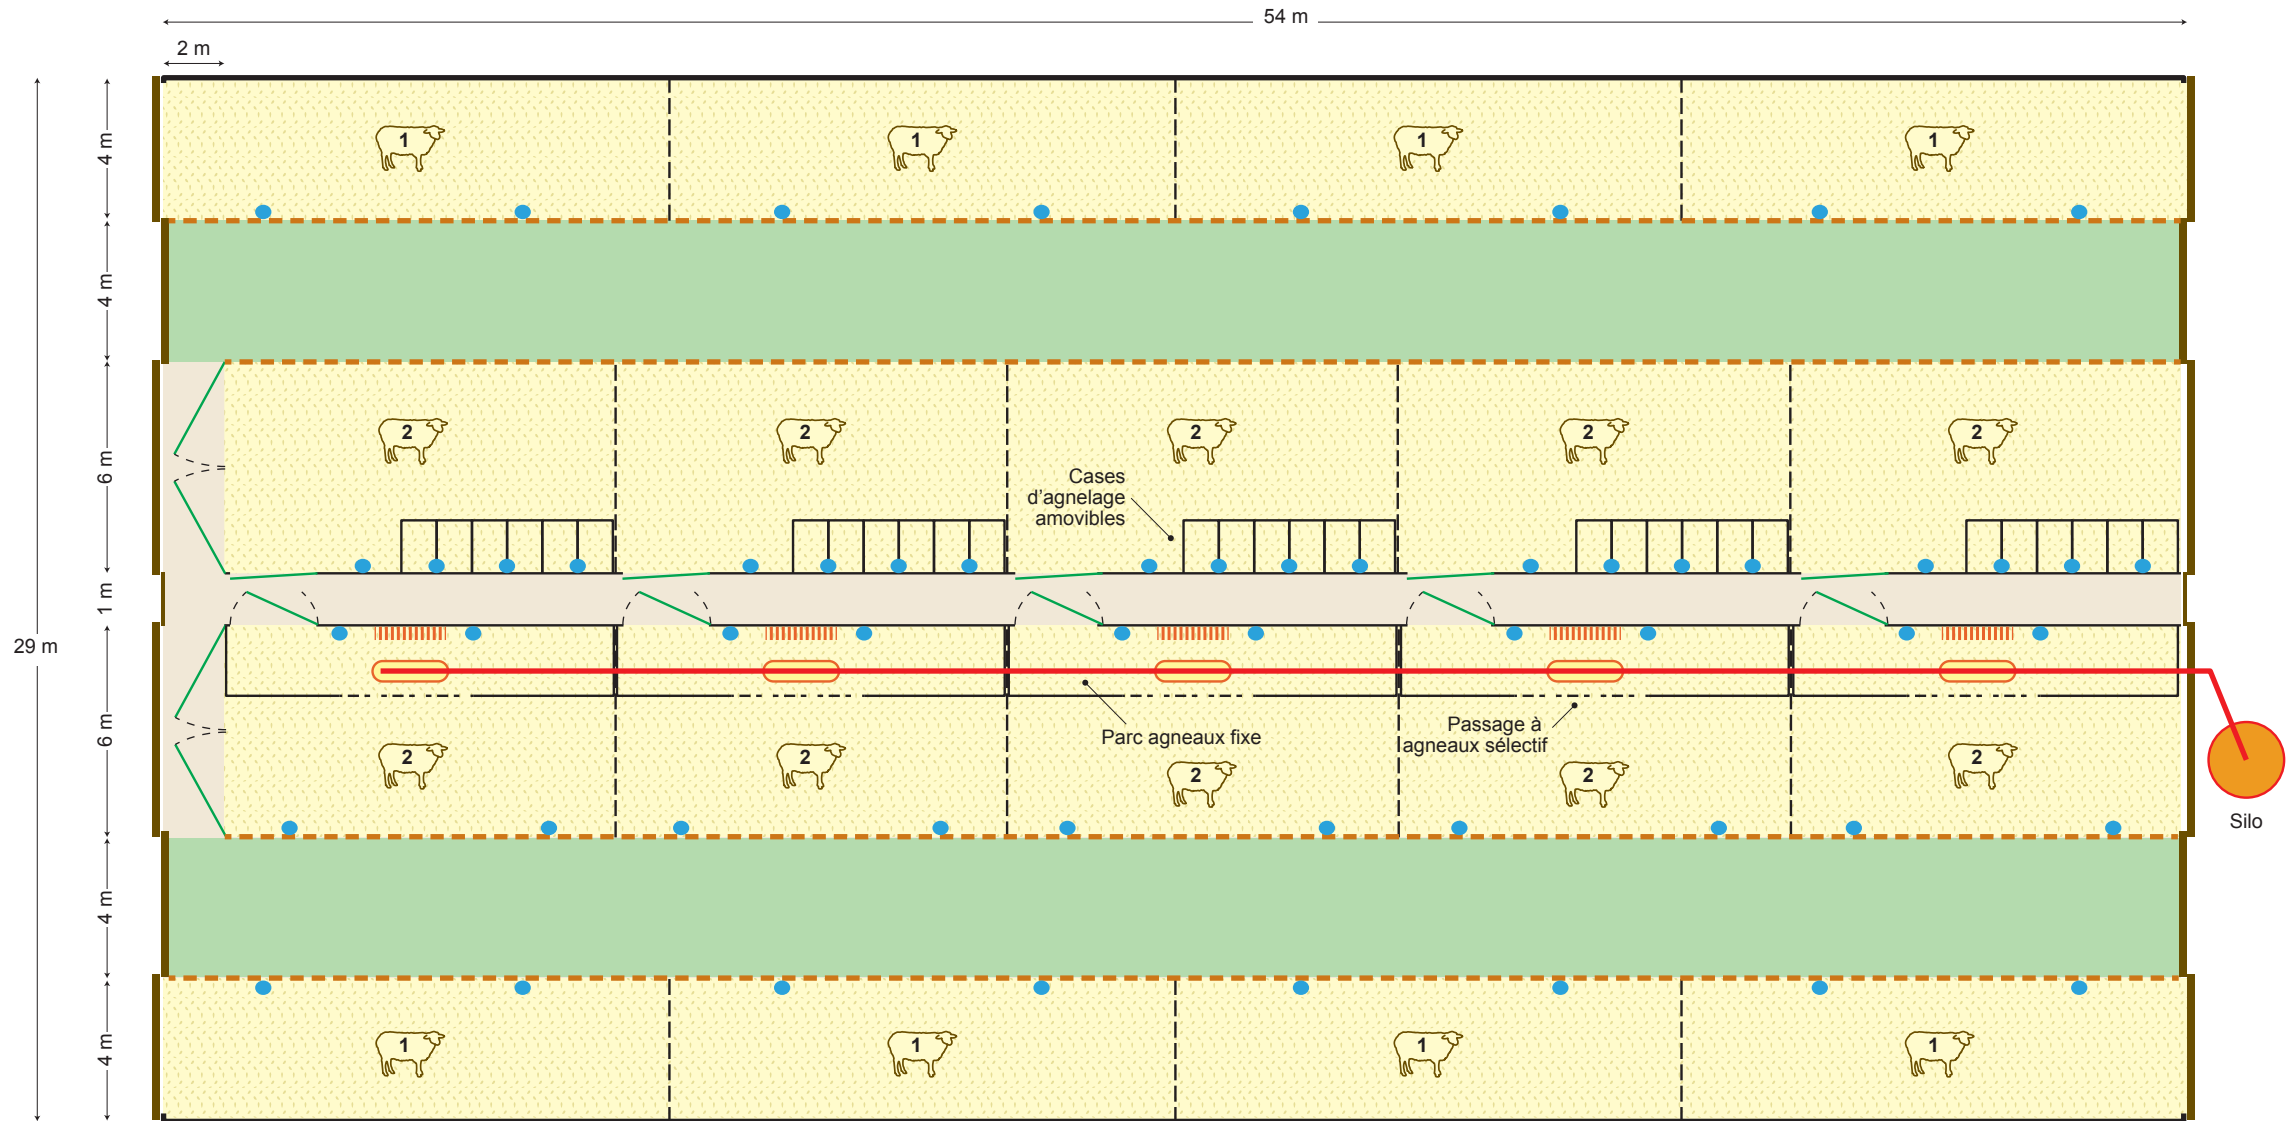 54 m
2 m
4 m
1
1
1
1
4 m
6 m
2
2
2
2
2
Cases
d’agnelage
amovibles
1 m
29 m
6 m
Parc agneaux fixe
Passage à
agneaux sélectif
2
2
2
2
2
Silo
4 m
4 m
1
1
1
1